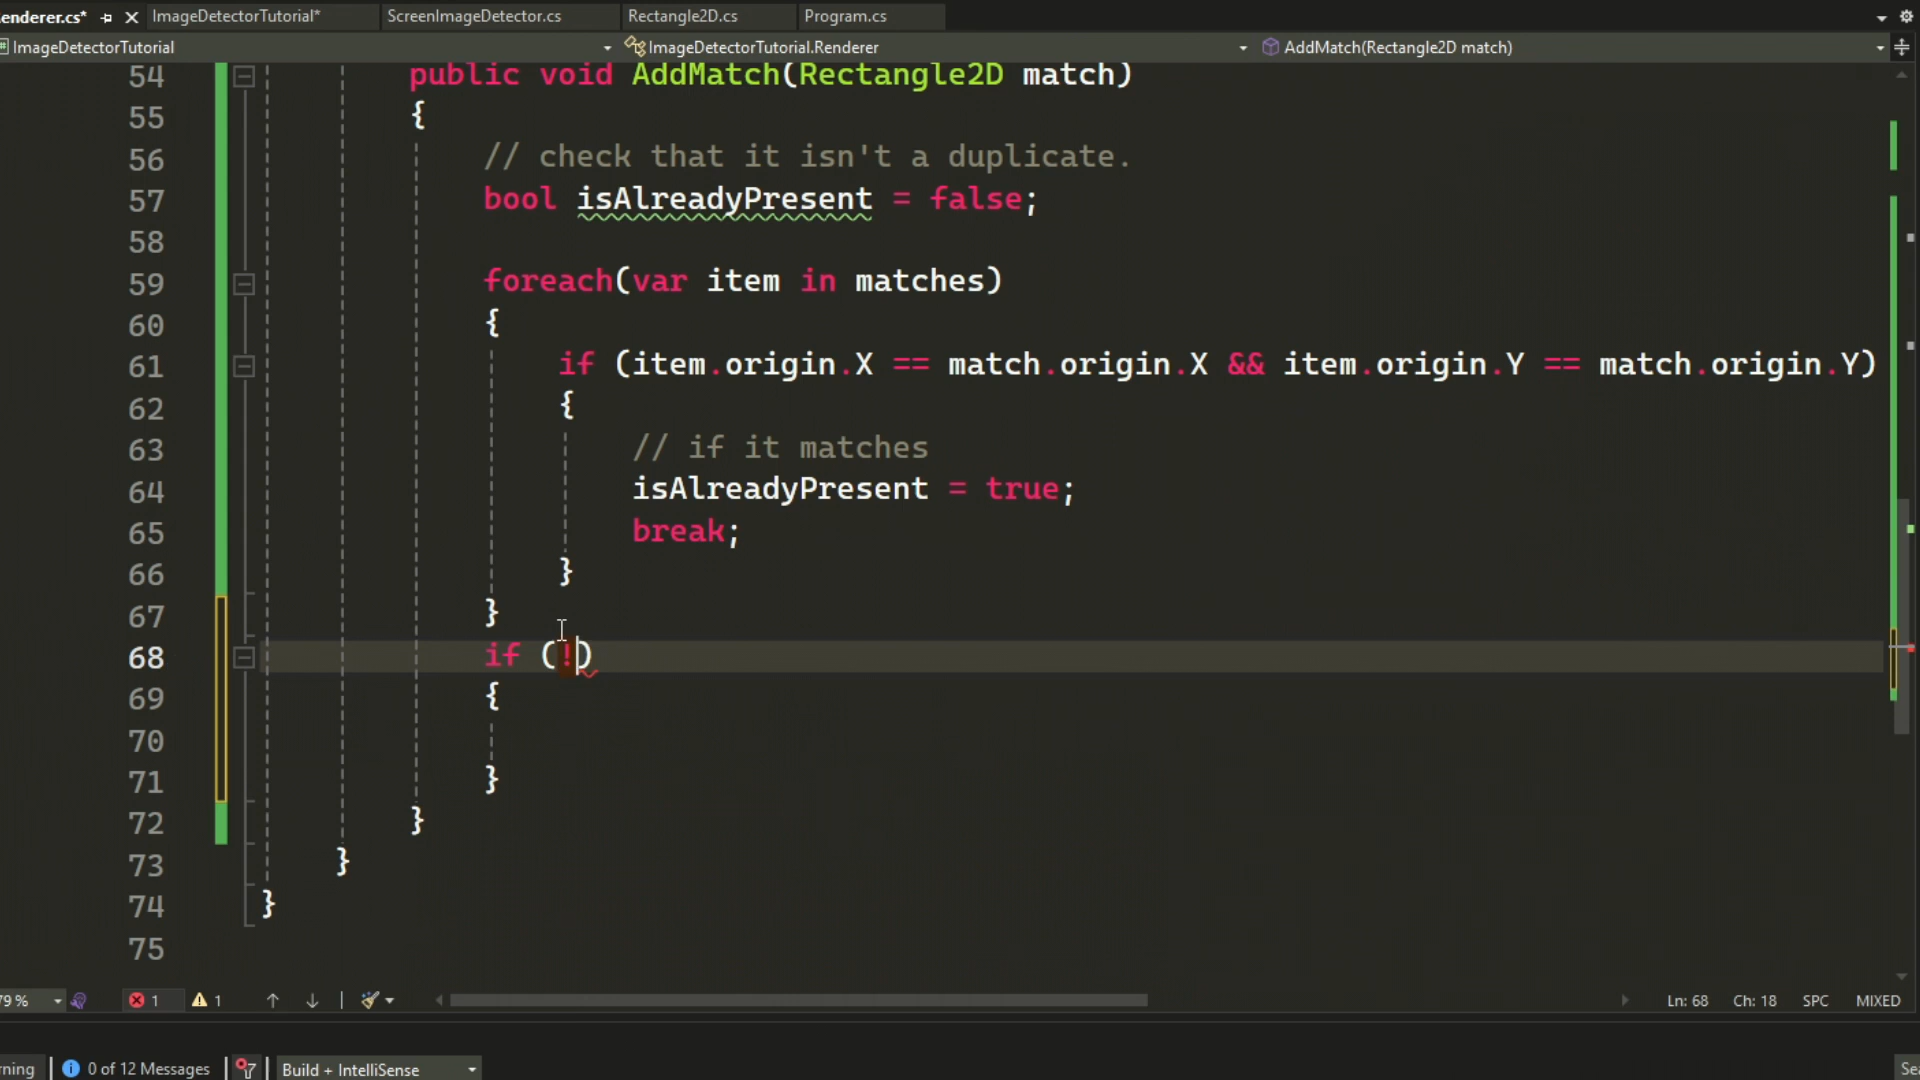 enderer.cs* ImageDetectorTutorial* ScreenImageDetector.cs Rectangle2D.cs Program.cs
ImageDetectorTutorial ImageDetectorTutorial.Renderer AddMatch(Rectangle2D match)
54 public void AddMatch(Rectangle2D match)
55 {
56 // check that it isn't a duplicate.
57 bool isAlreadyPresent = false;
58
59 foreach(var item in matches)
60 {
61 if (item.origin.X == match.origin.X && item.origin.Y == match.origin.Y)
62 {
63 // if it matches
64 isAlreadyPresent = true;
65 break;
66 }
67 }
68 if (!)
69 {
70
71 }
72 }
73 }
74 }
75
79 % 1 1 Ln: 68 Ch: 18 SPC MIXED
rning 0 of 12 Messages Build + IntelliSense Sea